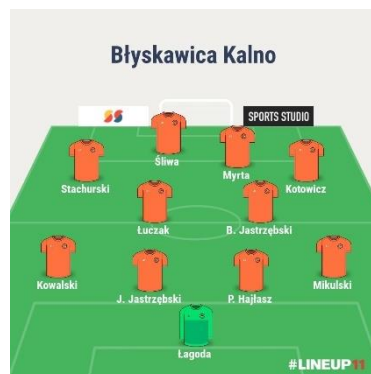 Błyskawica Kalno
SPORTS STUDIO
Śliwa
Myrta
Stachurski
Kotowicz
Łuczak
B. Jastrzębski
Kowalski
J. Jastrzębski
P. Hajłasz
Mikulski
Łagoda
#LINEUP11